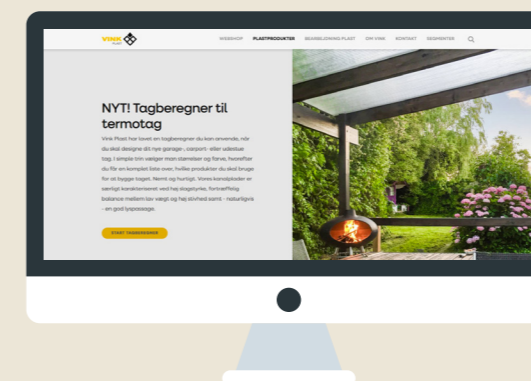 VINK
PLAST
WEBSHOP PLASTPRODUKTER BEARBEJDNING PLAST OM VINK KONTAKT SEGMENTER
NYT! Tagberegner til
termotag
Vink Plast har lavet en tagberegner du kan anvende, når
du skal designe dit nye garage-, carport- eller udestue
tag. I simple trin vælger man størrelser og farve, hvorefter
du får en komplet liste over, hvilke produkter du skal bruge
for at bygge taget. Nemt og hurtigt. Vores kanalplader er
særligt karakteriseret ved høj slagstyrke, fortræffelig
balance mellem lav vægt og høj stivhed samt - naturligvis
- en god lyspassage.
START TAGBEREGNER